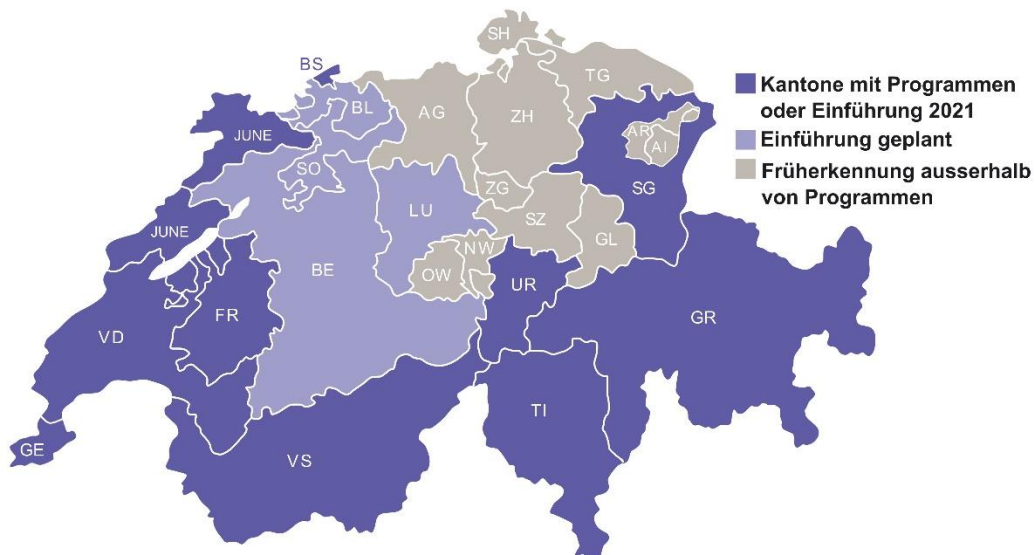 SH
BS
TG
BL
AG
ZH
JUNE
AR
AI
SO
ZG
SG
LU
SZ
JUNE
NW
GL
OW
BE
UR
FR
GR
VD
TI
GE
VS
Kantone mit Programmen
oder Einführung 2021
Einführung geplant
Früherkennung ausserhalb
von Programmen